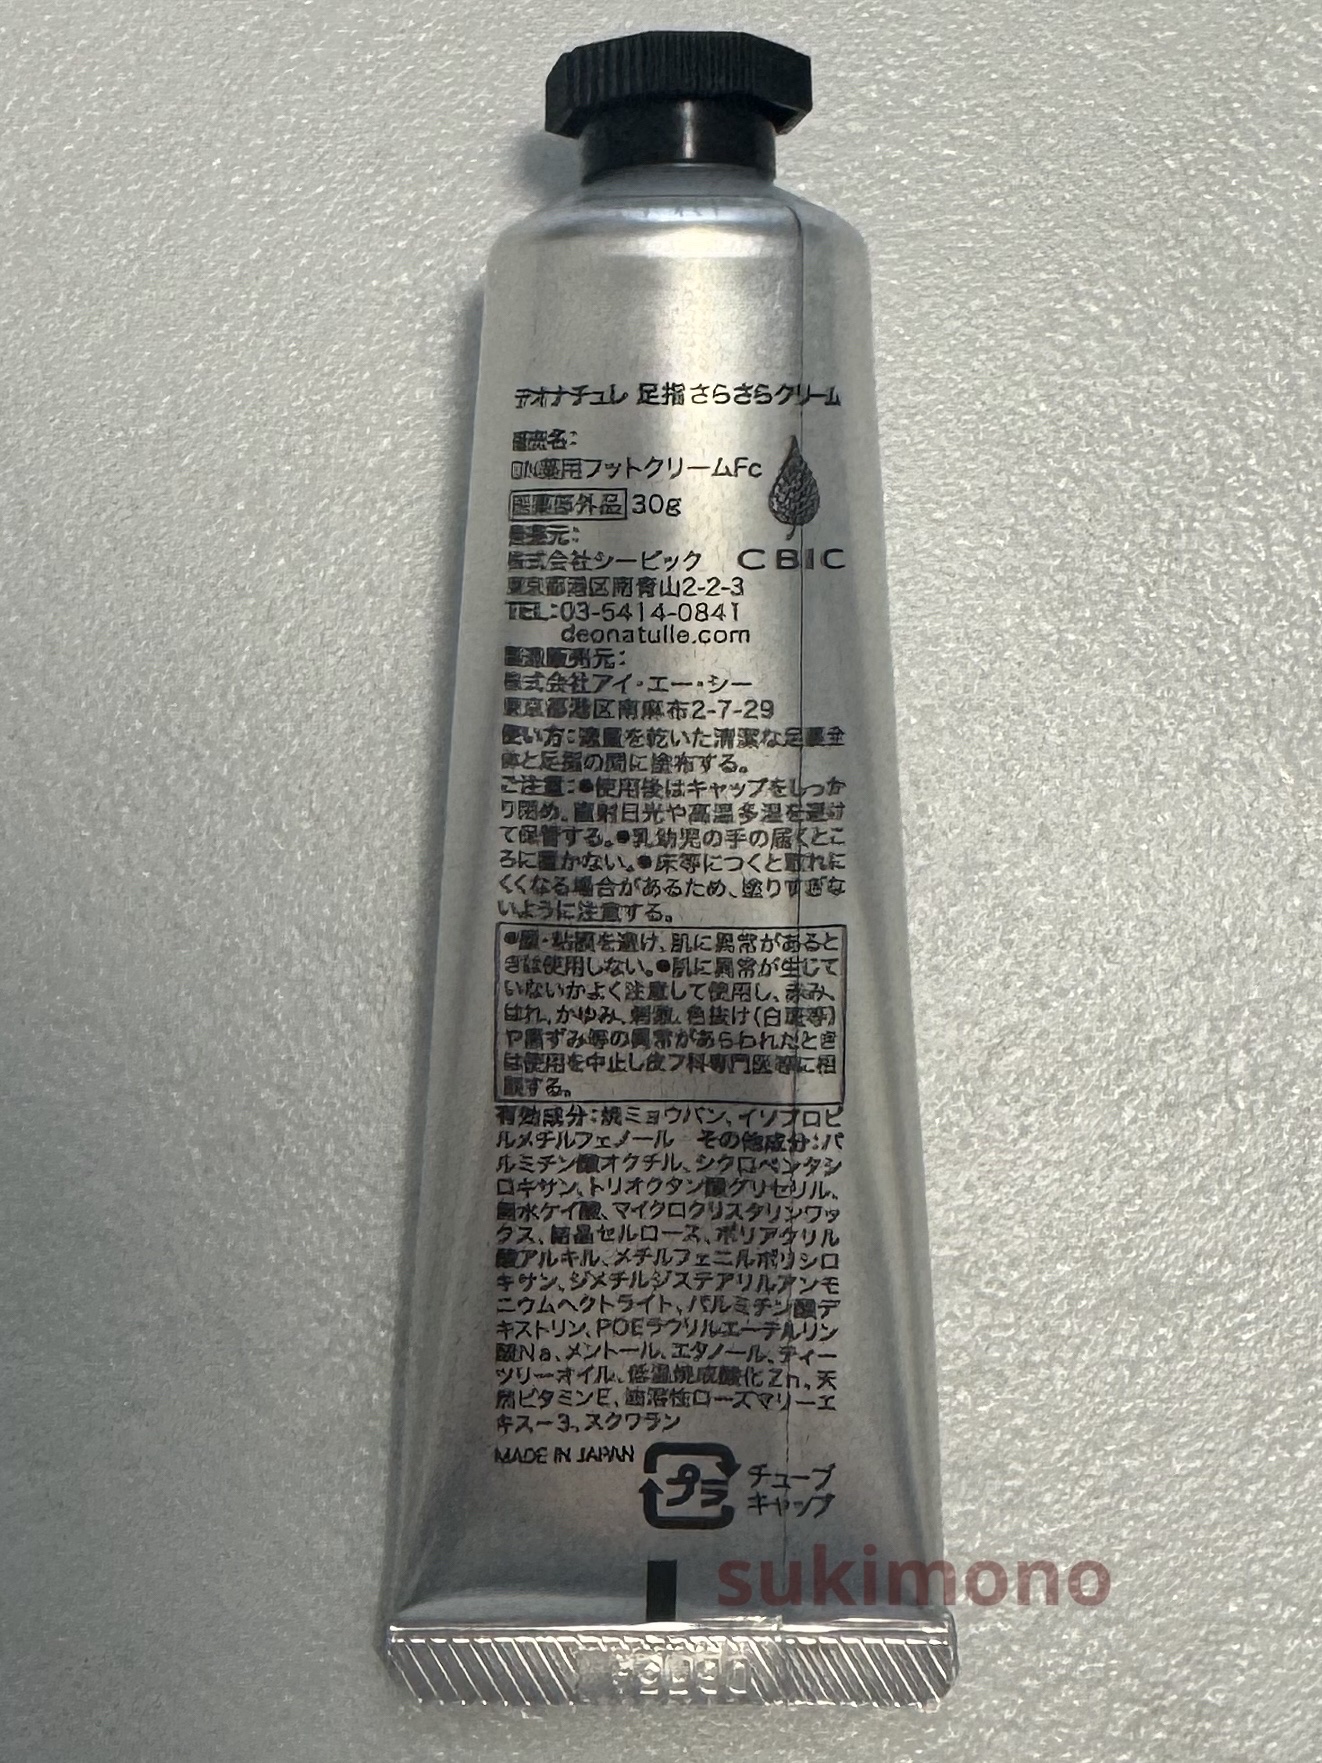 デオナチュレ 足指さらさらクリーム
販売名:
DN薬用フットクリームFc
医薬部外品 30g
発売元:
株式会社シービック CBIC
東京都港区南青山2-2-3
TEL:03-5414-0841
deonatulle.com
製造販売元:
株式会社アイ・エー・シー
東京都港区南麻布2-7-29
使い方:適量を乾いた清潔な足裏全
体と足指の間に塗布する。
ご注意:●使用後はキャップをしっか
り閉め、直射日光や高温多湿を避け
て保管する。●乳幼児の手の届くとこ
ろに置かない。●床等につくと取れに
くくなる場合があるため、塗りすぎな
いように注意する。
●顔・粘膜を避け、肌に異常があると
きは使用しない。●肌に異常が生じて
いないかよく注意して使用し、赤み、
はれ、かゆみ、刺激、色抜け(白斑等)
や黒ずみ等の異常があらわれたとき
は使用を中止し皮フ科専門医等に相
談する。
有効成分:焼ミョウバン、イソプロピ
ルメチルフェノール その他成分:パ
ルミチン酸オクチル、シクロペンタシ
ロキサン、トリオクタン酸グリセリル、
無水ケイ酸、マイクロクリスタリンワッ
クス、結晶セルロース、ポリアクリル
酸アルキル、メチルフェニルポリシロ
キサン、ジメチルジステアリルアンモ
ニウムヘクトライト、パルミチン酸デ
キストリン、POEラウリルエーテルリン
酸Na、メントール、エタノール、ティー
ツリーオイル、低温焼成酸化Zn、天
然ビタミンE、油溶性ローズマリーエ
キス-3、スクワラン
MADE IN JAPAN プラ チューブ
キャップ
sukimono